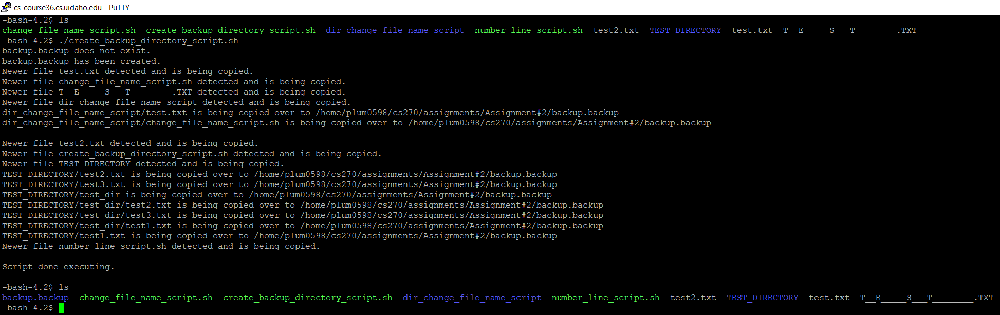 cs-course36.cs.uidaho.edu - PuTTY
-bash-4.2$ ls
change_file_name_script.sh  create_backup_directory_script.sh  dir_change_file_name_script  number_line_script.sh  test2.txt  TEST_DIRECTORY  test.txt  T__E_____S___T________.TXT
-bash-4.2$ ./create_backup_directory_script.sh
backup.backup does not exist.
backup.backup has been created.
Newer file test.txt detected and is being copied.
Newer file change_file_name_script.sh detected and is being copied.
Newer file T__E_____S___T________.TXT detected and is being copied.
Newer file dir_change_file_name_script detected and is being copied.
dir_change_file_name_script/test.txt is being copied over to /home/plum0598/cs270/assignments/Assignment#2/backup.backup
dir_change_file_name_script/change_file_name_script.sh is being copied over to /home/plum0598/cs270/assignments/Assignment#2/backup.backup
Newer file test2.txt detected and is being copied.
Newer file create_backup_directory_script.sh detected and is being copied.
Newer file TEST_DIRECTORY detected and is being copied.
TEST_DIRECTORY/test2.txt is being copied over to /home/plum0598/cs270/assignments/Assignment#2/backup.backup
TEST_DIRECTORY/test3.txt is being copied over to /home/plum0598/cs270/assignments/Assignment#2/backup.backup
TEST_DIRECTORY/test_dir is being copied over to /home/plum0598/cs270/assignments/Assignment#2/backup.backup
TEST_DIRECTORY/test_dir/test2.txt is being copied over to /home/plum0598/cs270/assignments/Assignment#2/backup.backup
TEST_DIRECTORY/test_dir/test3.txt is being copied over to /home/plum0598/cs270/assignments/Assignment#2/backup.backup
TEST_DIRECTORY/test_dir/test1.txt is being copied over to /home/plum0598/cs270/assignments/Assignment#2/backup.backup
TEST_DIRECTORY/test1.txt is being copied over to /home/plum0598/cs270/assignments/Assignment#2/backup.backup
Newer file number_line_script.sh detected and is being copied.
Script done executing.
-bash-4.2$ ls
backup.backup  change_file_name_script.sh  create_backup_directory_script.sh  dir_change_file_name_script  number_line_script.sh  test2.txt  TEST_DIRECTORY  test.txt  T__E_____S___T________.TXT
-bash-4.2$